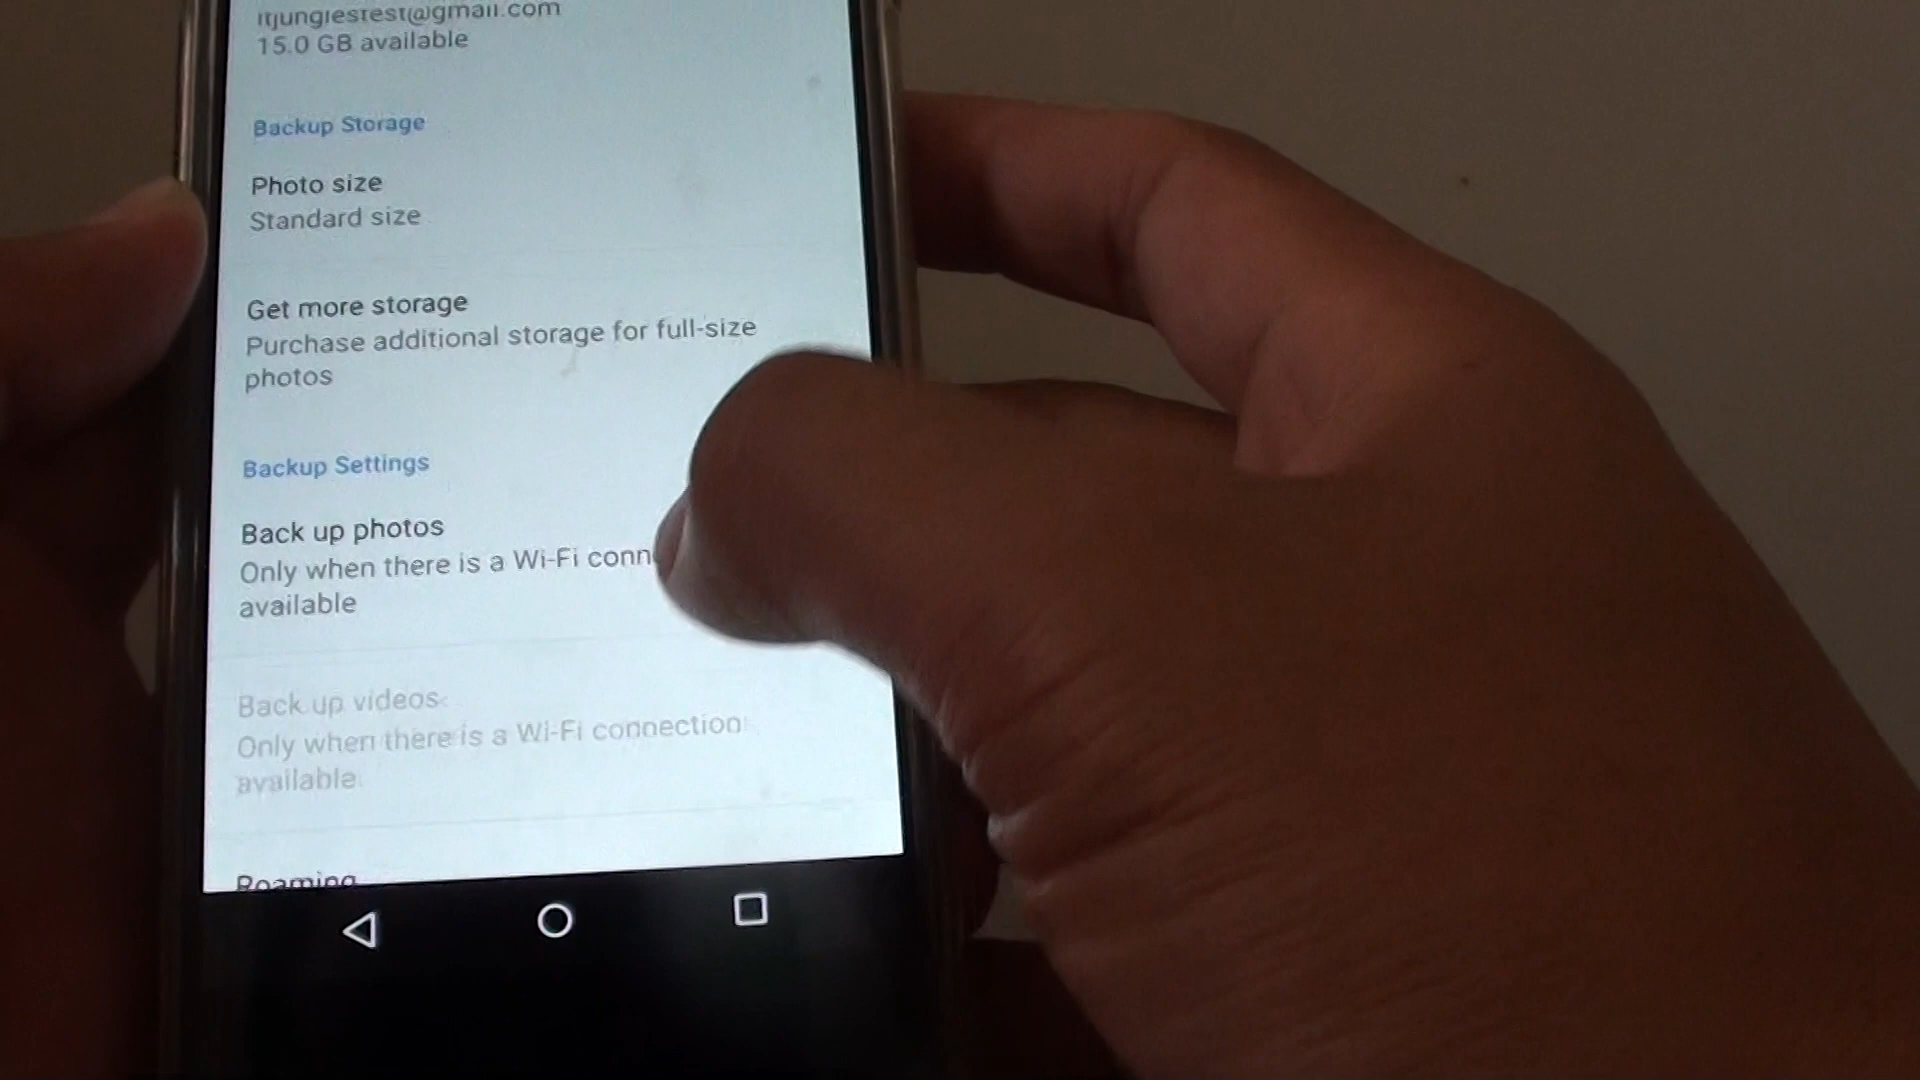 itjunglestest@gmail.com
15.0 GB available
Backup Storage
Photo size
Standard size
Get more storage
Purchase additional storage for full-size
photos
Backup Settings
Back up photos
Only when there is a Wi-Fi conn
available
Back up videos
Only when there is a Wi-Fi connection
available
Roaming